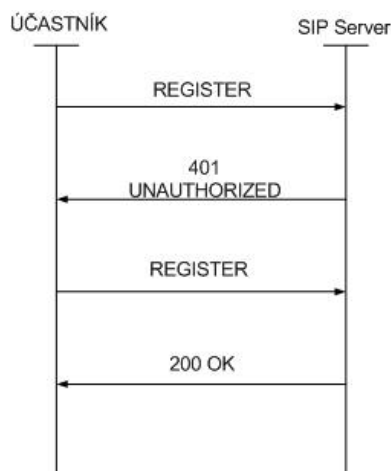 ÚČASTNÍK
SIP Server
REGISTER
401
UNAUTHORIZED
REGISTER
200 OK